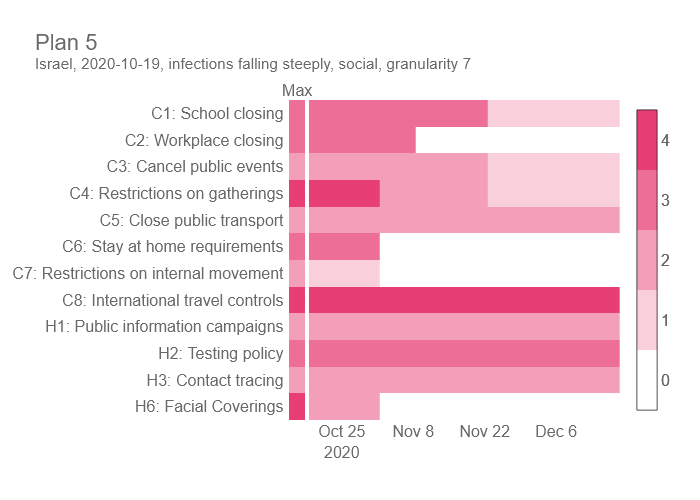 Plan 5
Israel, 2020-10-19, infections falling steeply, social, granularity 7
Max
C1: School closing
C2: Workplace closing
C3: Cancel public events
C4: Restrictions on gatherings
C5: Close public transport
C6: Stay at home requirements
C7: Restrictions on internal movement
C8: International travel controls
H1: Public information campaigns
H2: Testing policy
H3: Contact tracing
H6: Facial Coverings
Oct 25 Nov 8 Nov 22 Dec 6
2020
4
3
2
1
0